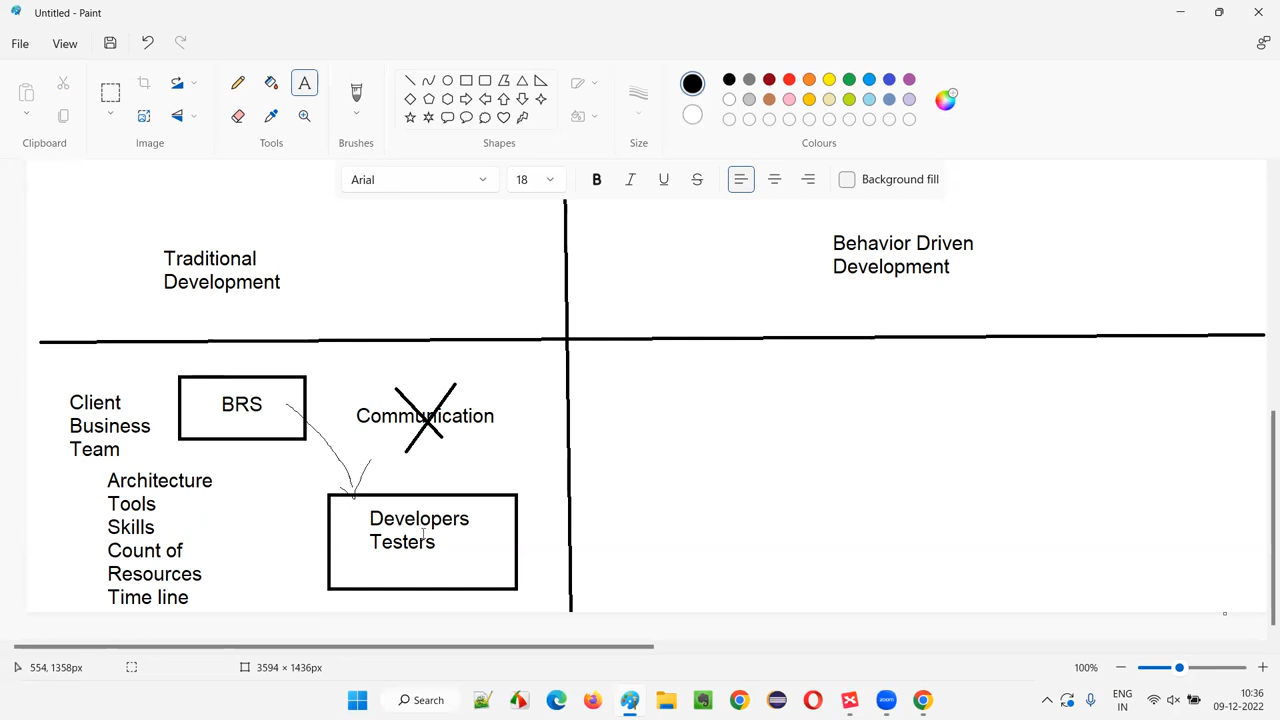 Untitled - Paint
File
View
Clipboard
Image
Tools
Brushes
Shapes
Size
Colours
Arial
18
B
I
U
S
Background fill
Traditional
Development
Behavior Driven
Development
Client
Business
Team
BRS
Communication
Architecture
Tools
Skills
Count of
Resources
Time line
Developers
Testers
554, 1358px
3594 × 1436px
100%
Search
ENG
IN
10:36
09-12-2022